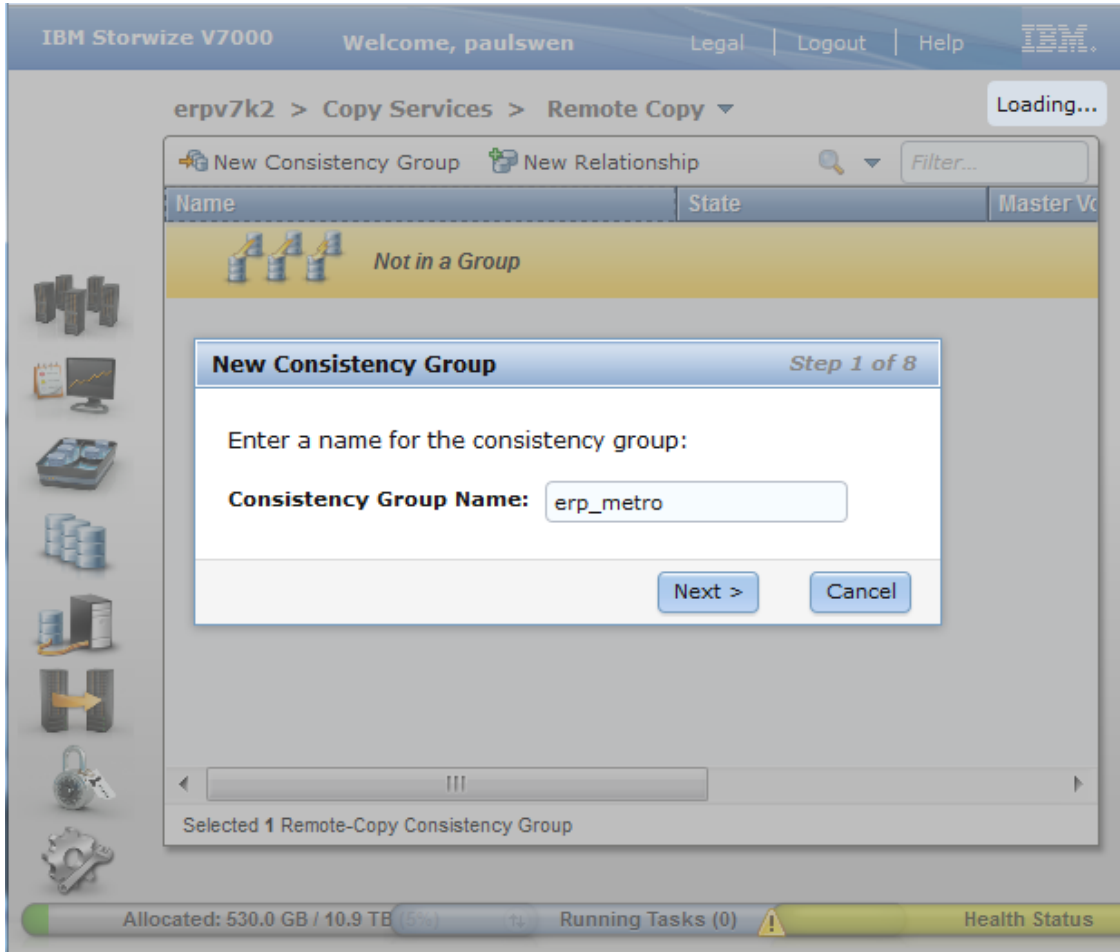 IBM Storwize V7000 Welcome, paulswen Legal Logout Help IBM.
erpv7k2 > Copy Services > Remote Copy Loading...
New Consistency Group New Relationship Filter...
Name State Master Vo
Not in a Group
New Consistency Group Step 1 of 8
Enter a name for the consistency group:
Consistency Group Name: erp_metro
Next > Cancel
Selected 1 Remote-Copy Consistency Group
Allocated: 530.0 GB / 10.9 TB (5%) Running Tasks (0) Health Status